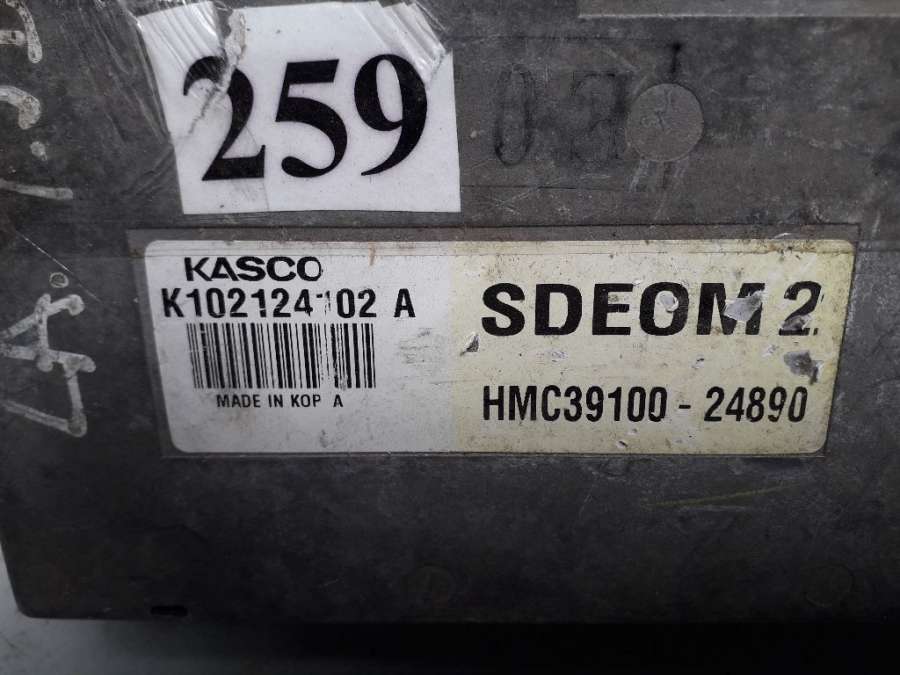 259
KASCO
K102124102 A
MADE IN KOP A
SDEOM 2
HMC39100 - 24890